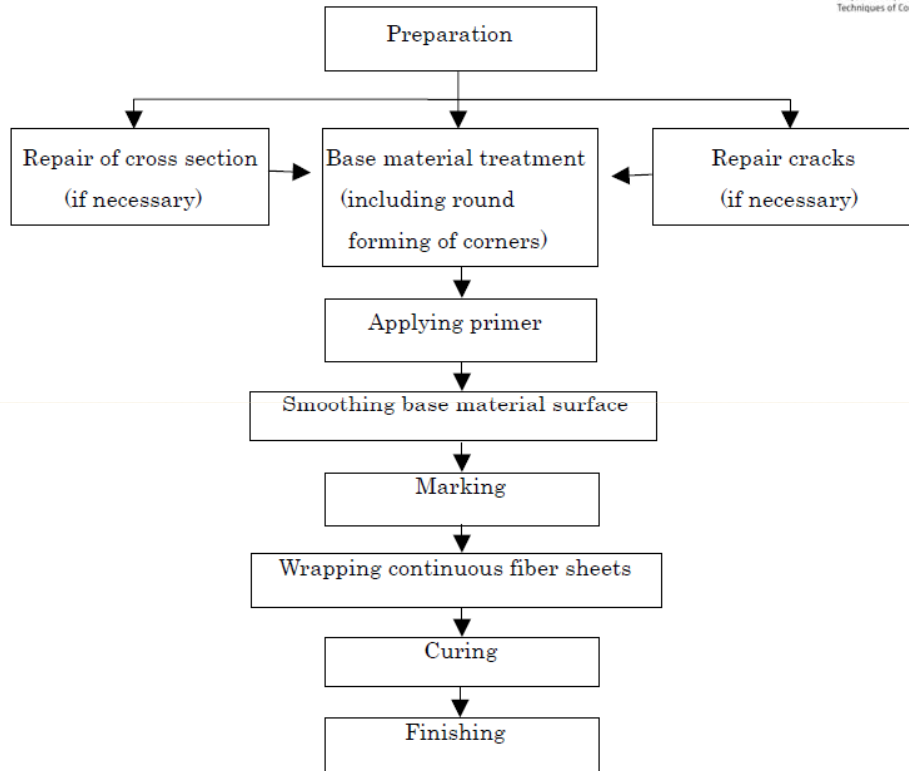 Techniques of Co
Preparation
Repair of cross section
(if necessary)
Base material treatment
(including round
forming of corners)
Repair cracks
(if necessary)
Applying primer
Smoothing base material surface
Marking
Wrapping continuous fiber sheets
Curing
Finishing